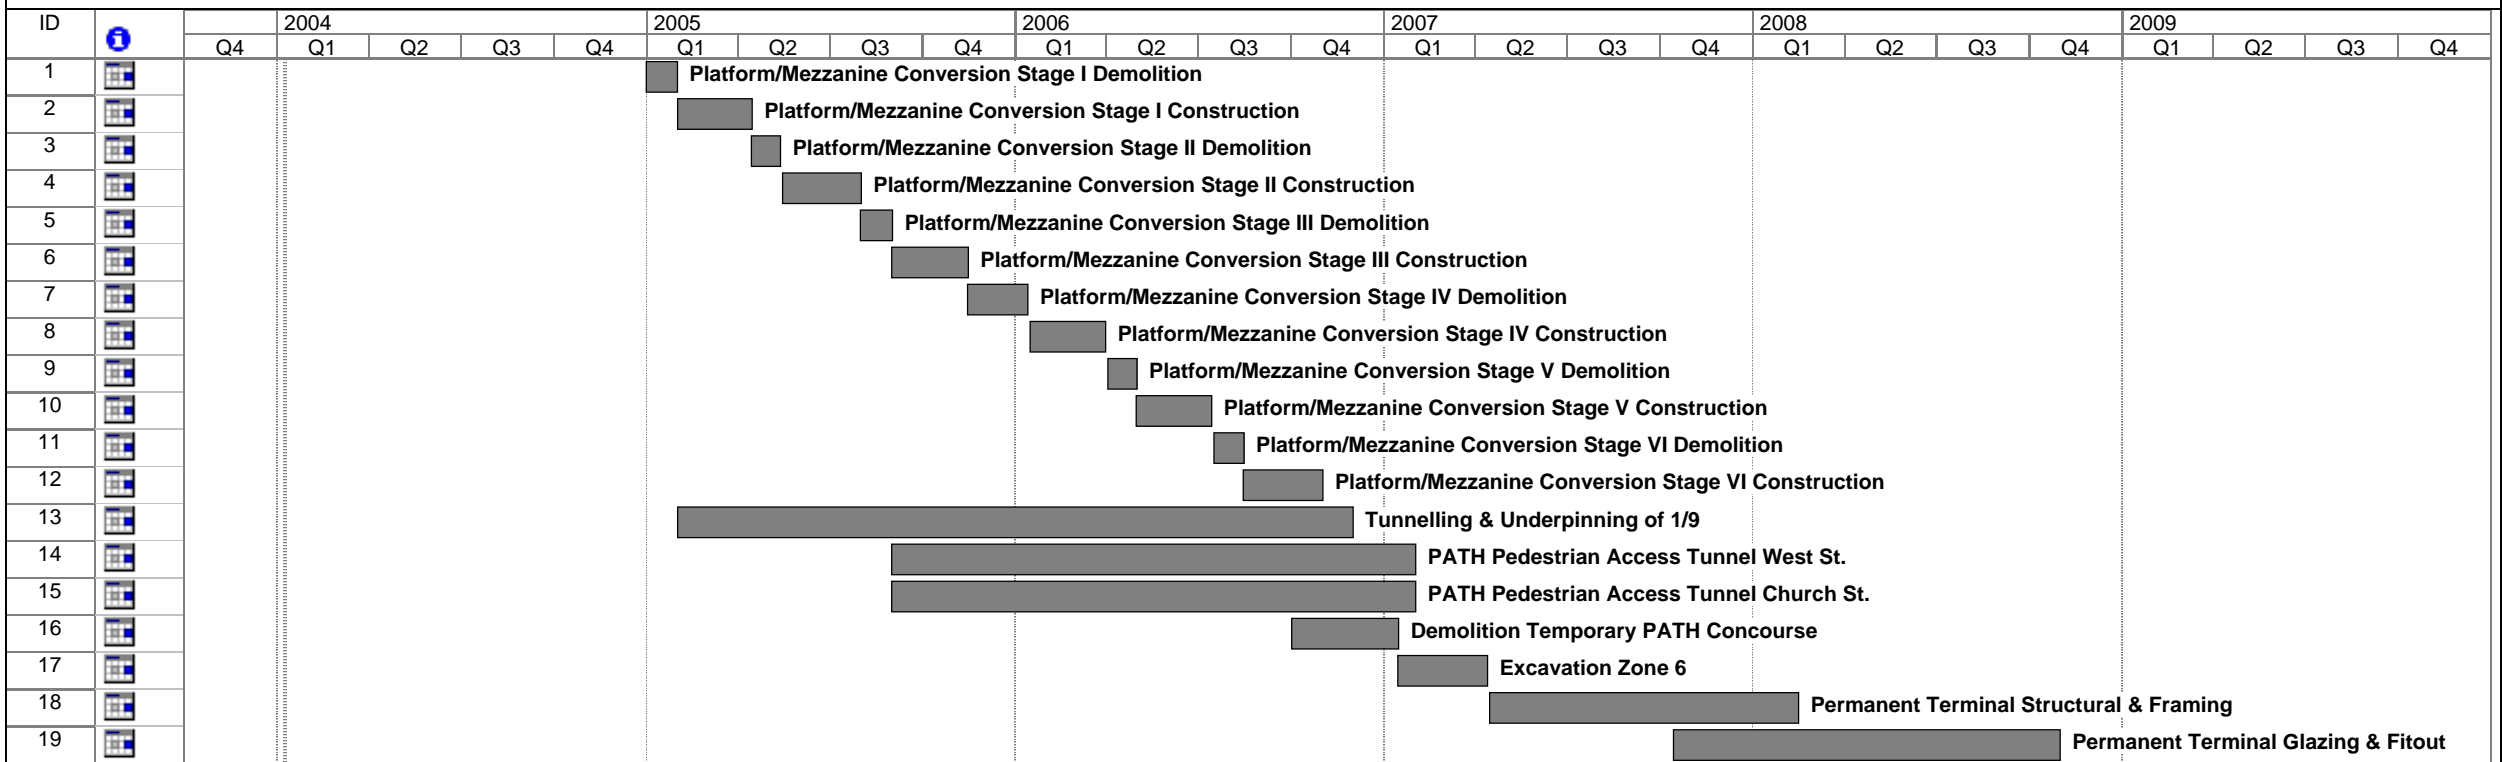 ID 2004 2005 2006 2007 2008 2009
Q4 Q1 Q2 Q3 Q4 Q1 Q2 Q3 Q4 Q1 Q2 Q3 Q4 Q1 Q2 Q3 Q4 Q1 Q2 Q3 Q4 Q1 Q2 Q3 Q4
1 Platform/Mezzanine Conversion Stage I Demolition
2 Platform/Mezzanine Conversion Stage I Construction
3 Platform/Mezzanine Conversion Stage II Demolition
4 Platform/Mezzanine Conversion Stage II Construction
5 Platform/Mezzanine Conversion Stage III Demolition
6 Platform/Mezzanine Conversion Stage III Construction
7 Platform/Mezzanine Conversion Stage IV Demolition
8 Platform/Mezzanine Conversion Stage IV Construction
9 Platform/Mezzanine Conversion Stage V Demolition
10 Platform/Mezzanine Conversion Stage V Construction
11 Platform/Mezzanine Conversion Stage VI Demolition
12 Platform/Mezzanine Conversion Stage VI Construction
13 Tunnelling & Underpinning of 1/9
14 PATH Pedestrian Access Tunnel West St.
15 PATH Pedestrian Access Tunnel Church St.
16 Demolition Temporary PATH Concourse
17 Excavation Zone 6
18 Permanent Terminal Structural & Framing
19 Permanent Terminal Glazing & Fitout